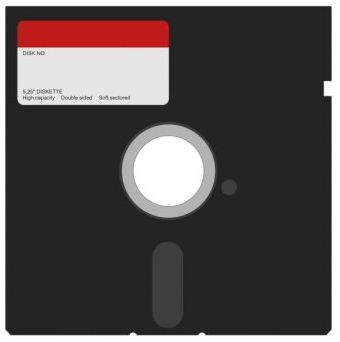 DISK NO.
5.25" DISKETTE
High capacity Double sided Soft sectored